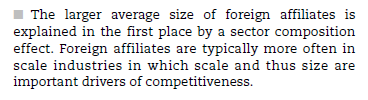 ■ The larger average size of foreign affiliates is
explained in the first place by a sector composition
effect. Foreign affiliates are typically more often in
scale industries in which scale and thus size are
important drivers of competitiveness.